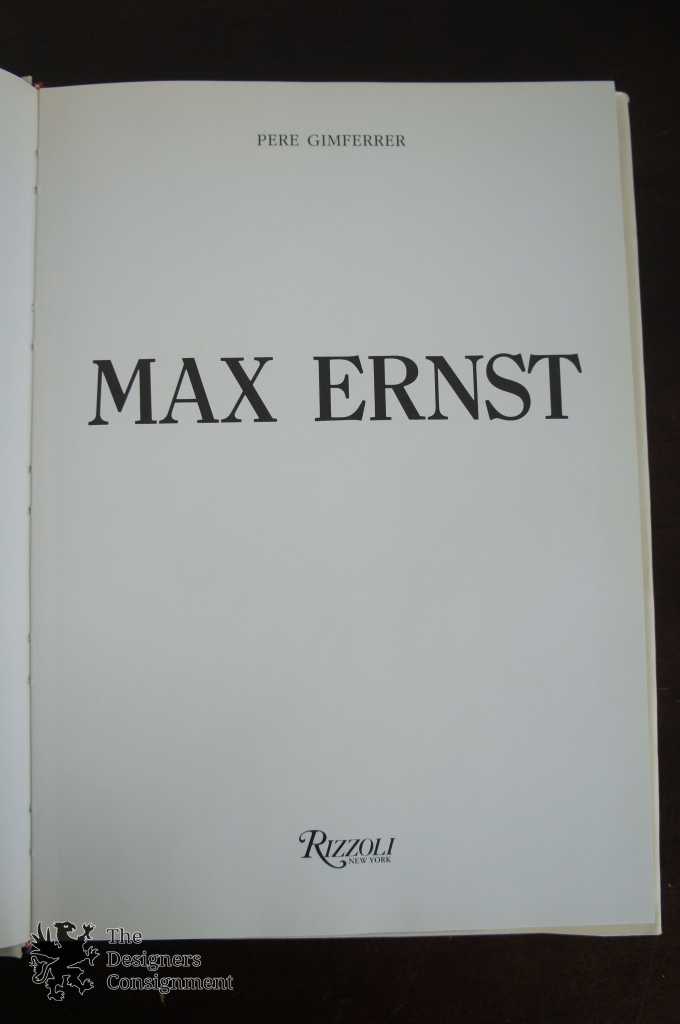 PERE GIMFERRER
MAX ERNST
RIZZOLI
NEW YORK
The
Designers
Consignment